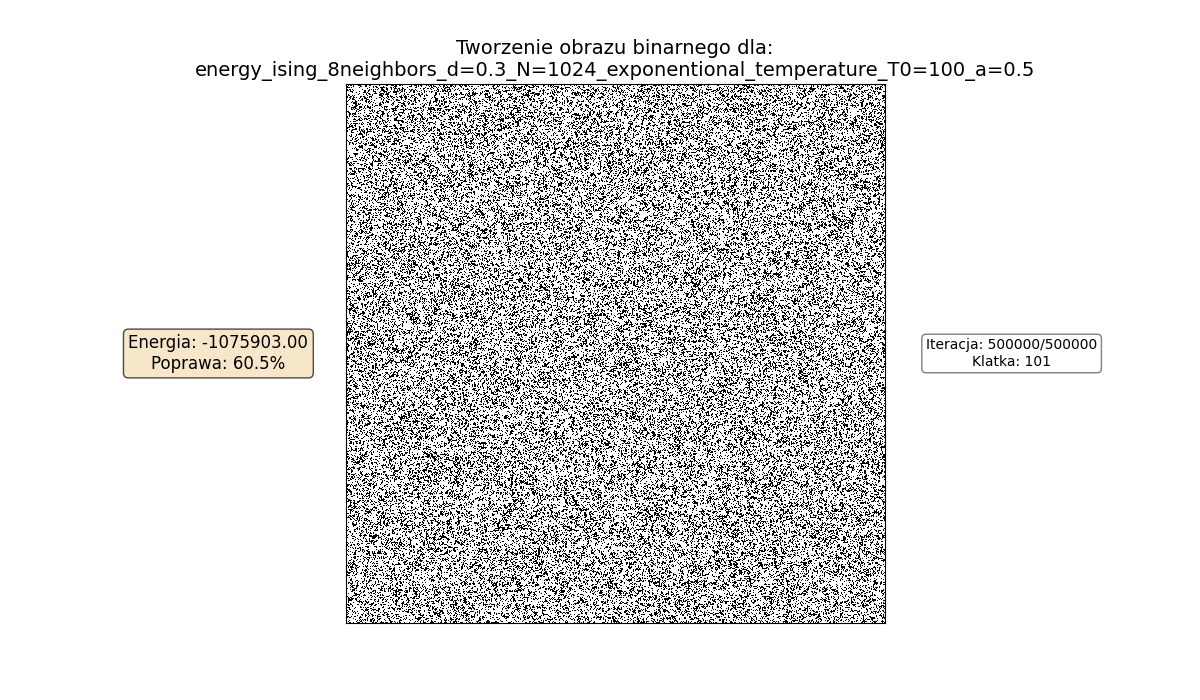 Tworzenie obrazu binarnego dla:
energy_ising_8neighbors_d=0.3_N=1024_exponentional_temperature_T0=100_a=0.5
Energia: -1075903.00
Poprawa: 60.5%
Iteracja: 500000/500000
Klatka: 101